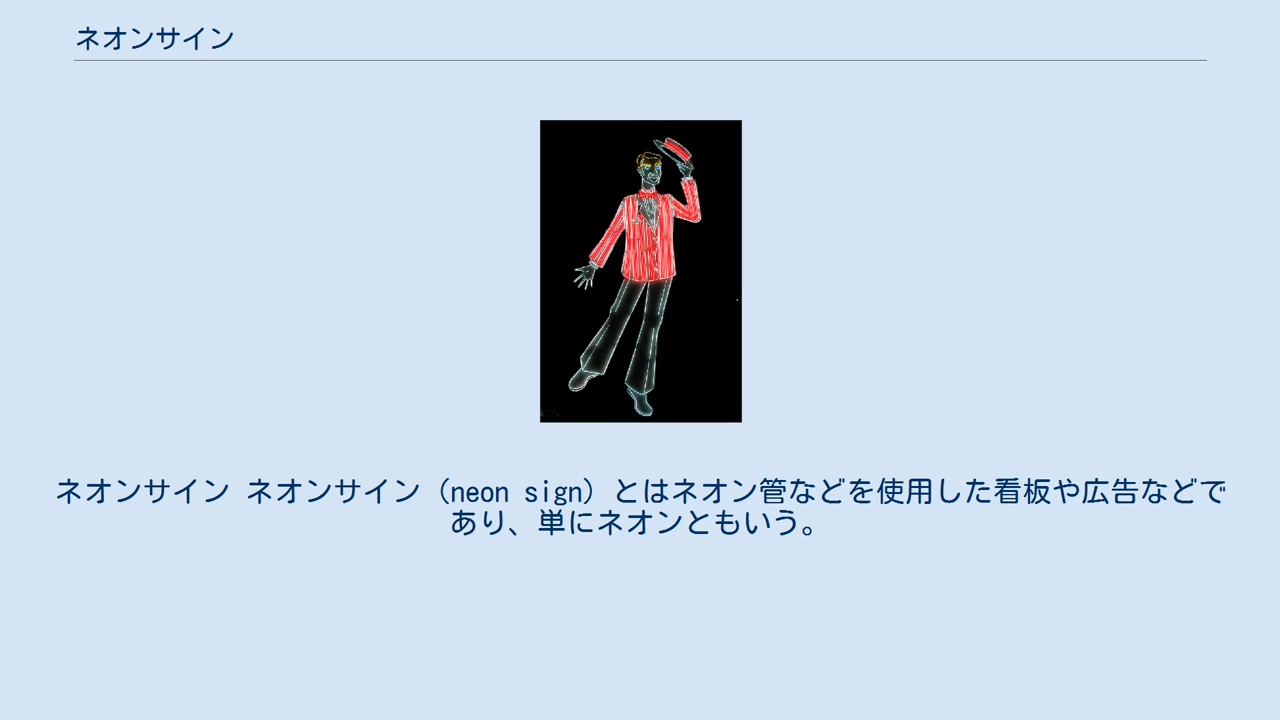 ネオンサイン
ネオンサイン ネオンサイン（neon sign）とはネオン管などを使用した看板や広告などで
あり、単にネオンともいう。